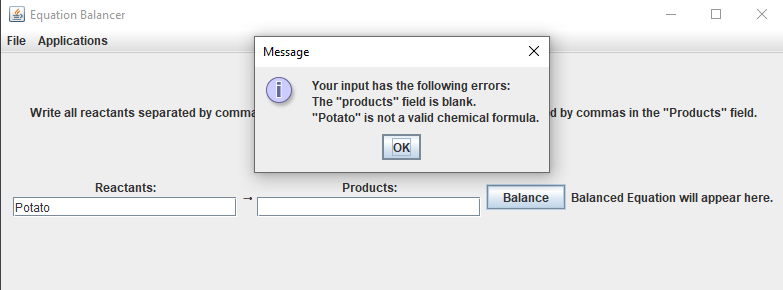 Equation Balancer
File Applications
Message
Your input has the following errors:
The "products" field is blank.
"Potato" is not a valid chemical formula.
OK
Write all reactants separated by comma
d by commas in the "Products" field.
Reactants:
Products:
Potato
→
Balance
Balanced Equation will appear here.